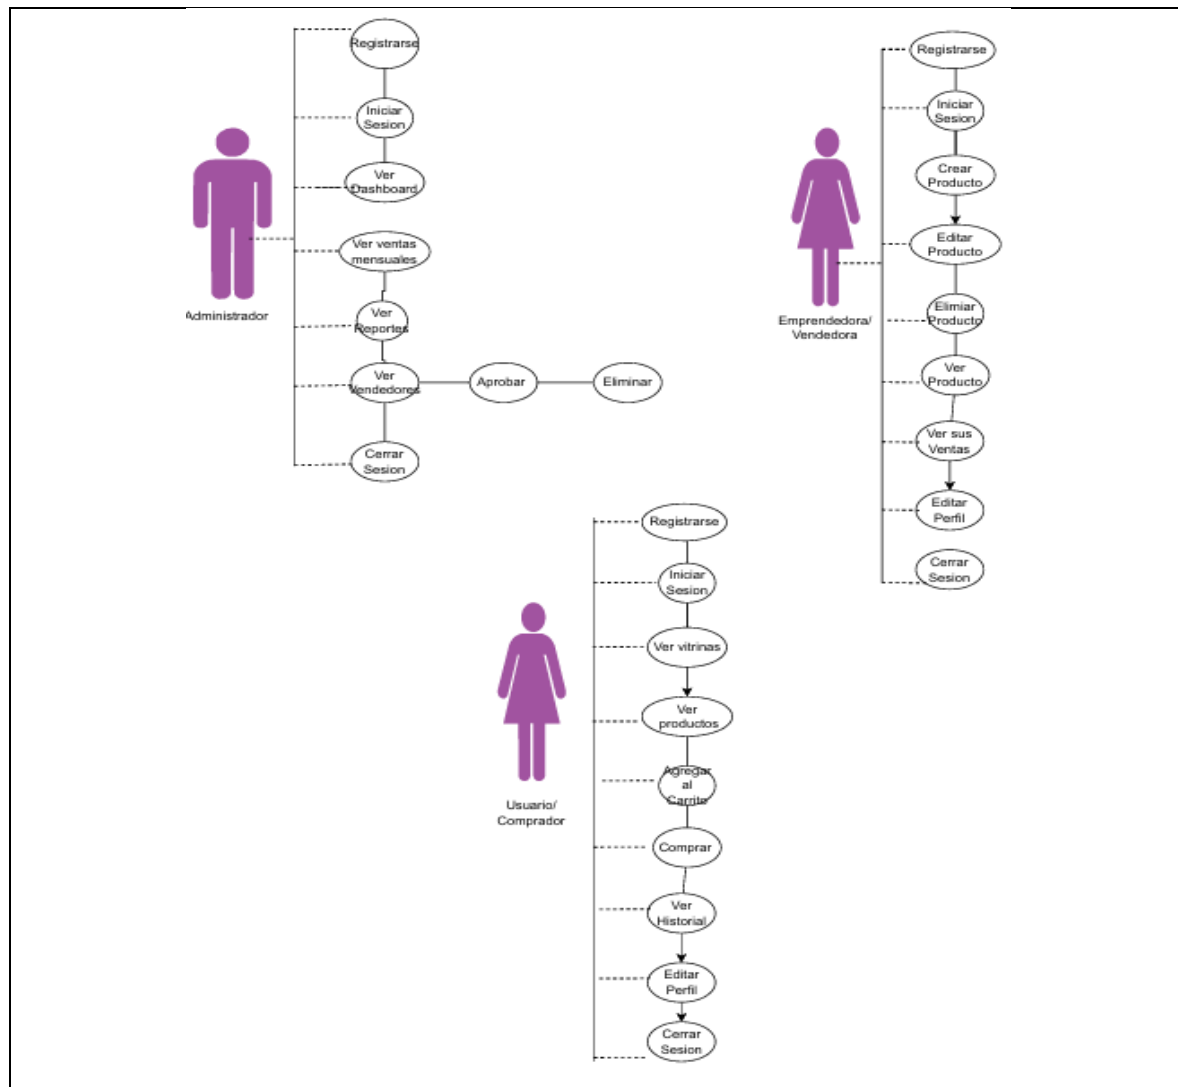 Registrarse
Iniciar
Sesion
Ver
Dashboard
Ver ventas
mensuales
Ver
Reportes
Ver
Vendedores
Aprobar
Eliminar
Cerrar
Sesion
Administrador
Registrarse
Iniciar
Sesion
Crear
Producto
Editar
Producto
Elimiar
Producto
Ver
Producto
Ver sus
Ventas
Editar
Perfil
Cerrar
Sesion
Emprendedora/
Vendedora
Registrarse
Iniciar
Sesion
Ver vitrinas
Ver
productos
Agregar
al
Carrito
Comprar
Ver
Historial
Editar
Perfil
Cerrar
Sesion
Usuario/
Comprador